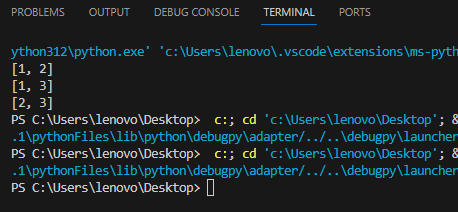 PROBLEMS OUTPUT DEBUG CONSOLE TERMINAL PORTS
ython312\python.exe' 'c:\Users\lenovo\.vscode\extensions\ms-pyth
[1, 2]
[1, 3]
[2, 3]
PS C:\Users\lenovo\Desktop> c:; cd 'c:\Users\lenovo\Desktop'; &
.1\pythonFiles\lib\python\debugpy\adapter/../..\debugpy\launcher
PS C:\Users\lenovo\Desktop> c:; cd 'c:\Users\lenovo\Desktop'; &
.1\pythonFiles\lib\python\debugpy\adapter/../..\debugpy\launcher
PS C:\Users\lenovo\Desktop>